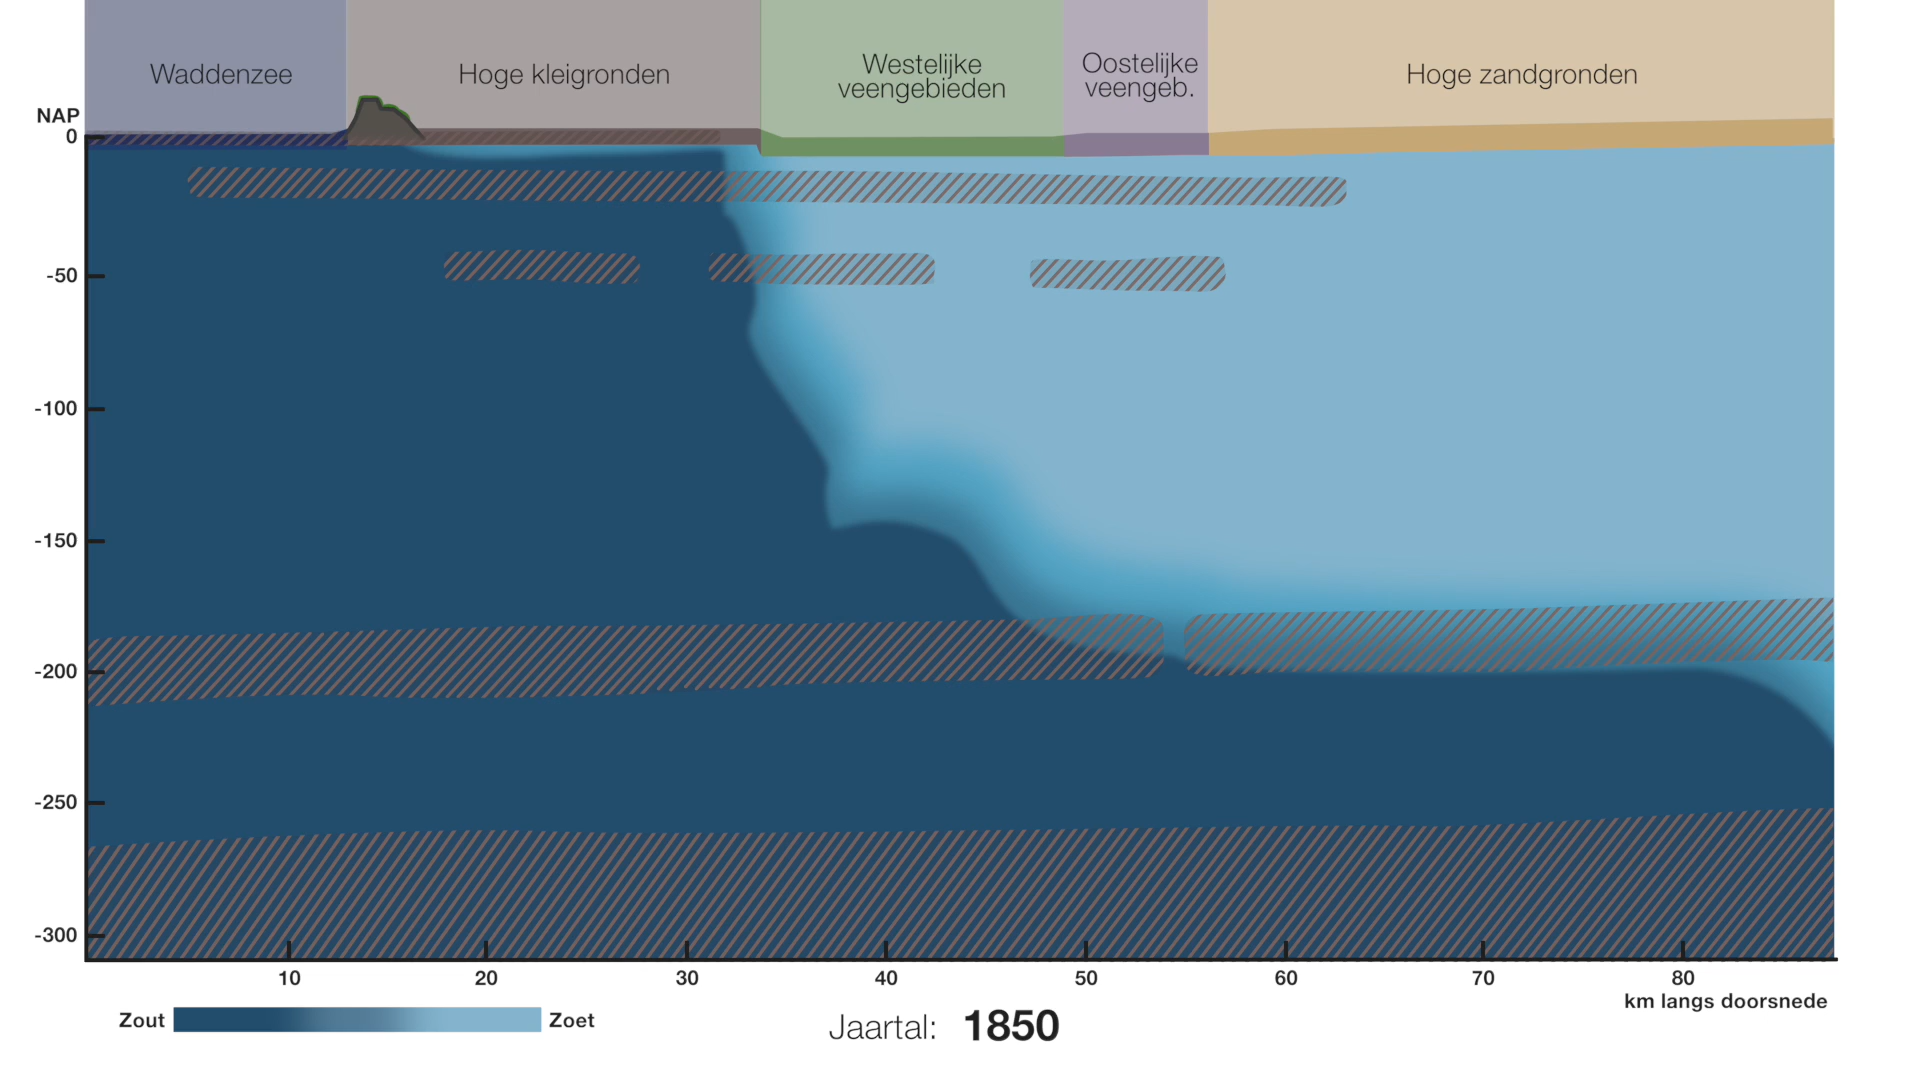 Waddenzee
Hoge kleigronden
Westelijke
veengebieden
Oostelijke
veengeb.
Hoge zandgronden
NAP
0
-50
-100
-150
-200
-250
-300
10
20
30
40
50
60
70
80
km langs doorsnede
Zout
Zoet
Jaartal: 1850